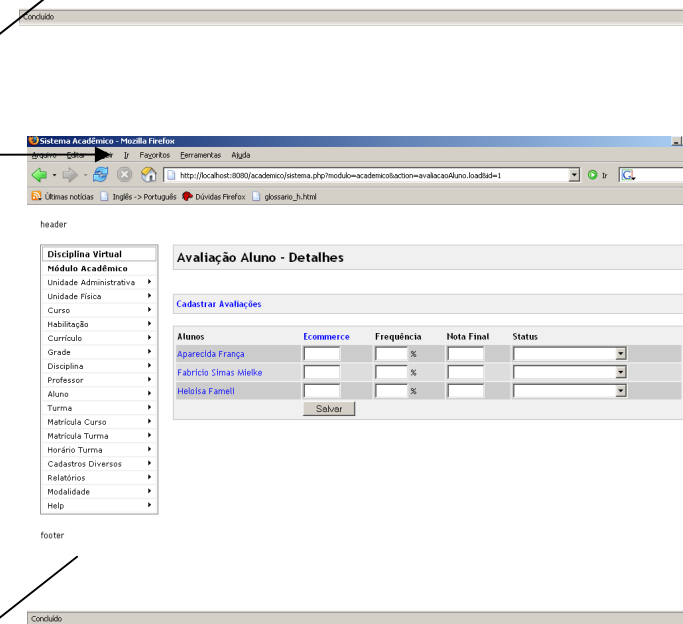 Concluído
Sistema Acadêmico - Mozilla Firefox
Arquivo Editar Ir Favoritos Ferramentas Ajuda
http://localhost:8080/academico/sistema.php?modulo=academico&action=avaliacaoAluno.load&id=1 Ir
Últimas notícias Inglês -> Português Dúvidas Firefox glossario_h.html
header
Disciplina Virtual
Módulo Acadêmico
Unidade Administrativa
Unidade Física
Curso
Habilitação
Currículo
Grade
Disciplina
Professor
Aluno
Turma
Matrícula Curso
Matrícula Turma
Horário Turma
Cadastros Diversos
Relatórios
Modalidade
Help
Avaliação Aluno - Detalhes
Cadastrar Avaliações
Alunos Ecommerce Frequência Nota Final Status
Aparecida França %
Fabricio Simas Mielke %
Heloisa Fameli %
Salvar
footer
Concluído